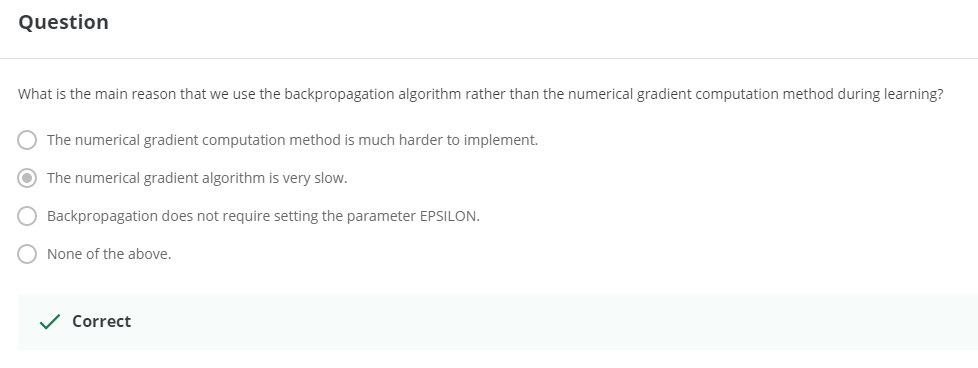 Question
What is the main reason that we use the backpropagation algorithm rather than the numerical gradient computation method during learning?
The numerical gradient computation method is much harder to implement.
The numerical gradient algorithm is very slow.
Backpropagation does not require setting the parameter EPSILON.
None of the above.
Correct